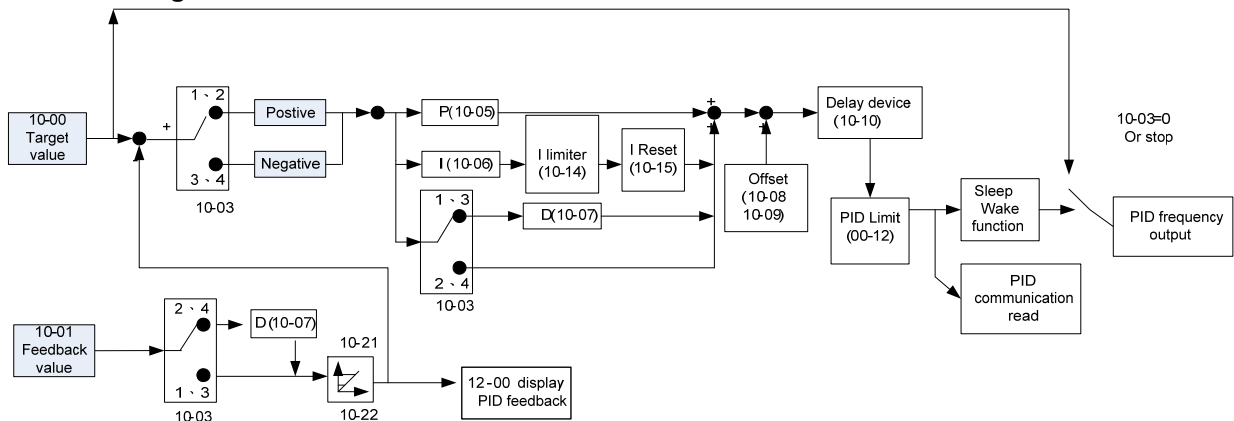 g
10-00
Target
value
+
1、2
3、4
10-03
Postive
Negative
P(10-05)
I(10-06)
I limiter
(10-14)
I Reset
(10-15)
1、3
2、4
10-03
D(10-07)
+
+
+
Offset
(10-08
10-09)
Delay device
(10-10)
PID Limit
(00-12)
Sleep
Wake
function
PID
communication
read
10-03=0
Or stop
PID frequency
output
10-01
Feedback
value
2、4
1、3
10-03
D(10-07)
10-21
10-22
12-00 display
PID feedback